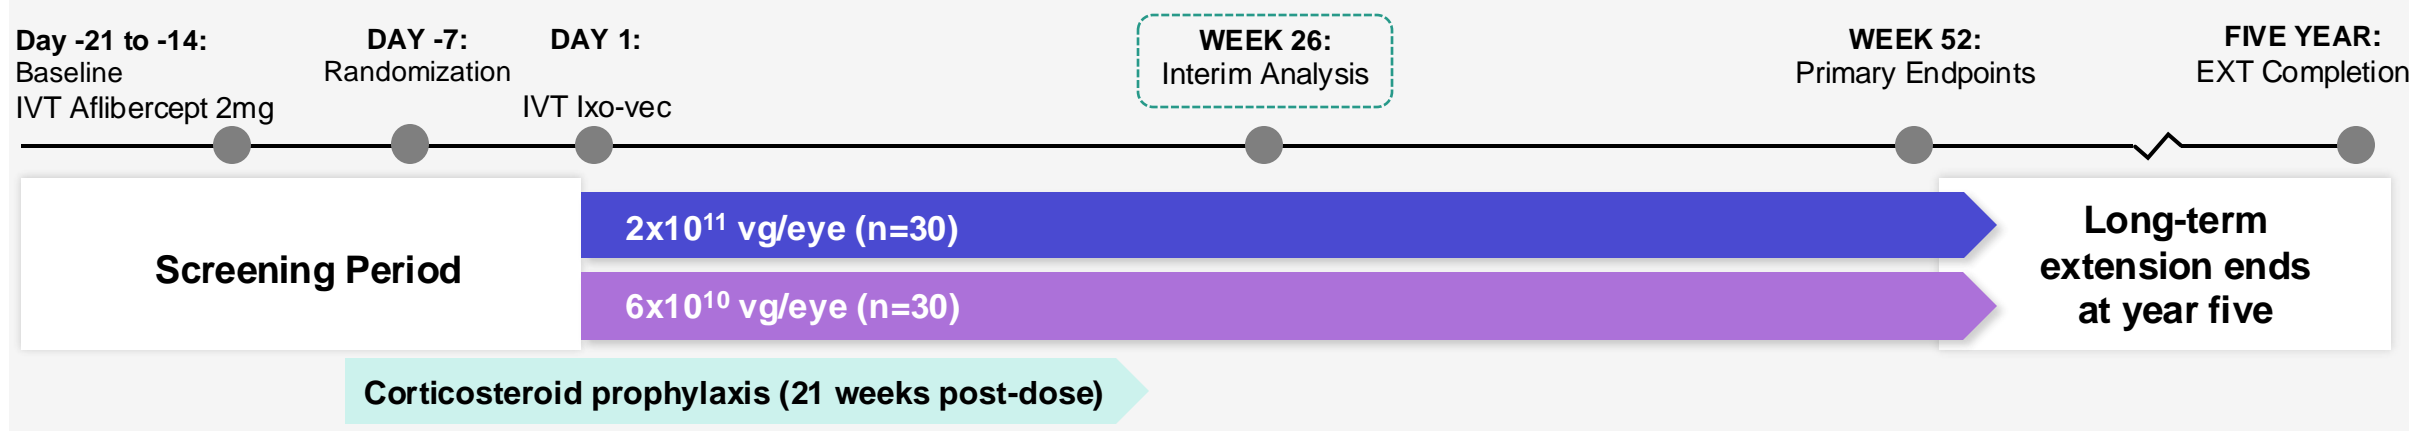 Day -21 to -14:
Baseline
IVT Aflibercept 2mg
DAY -7:
Randomization
DAY 1:
IVT Ixo-vec
WEEK 26:
Interim Analysis
WEEK 52:
Primary Endpoints
FIVE YEAR:
EXT Completion
Screening Period
2x10¹¹ vg/eye (n=30)
6x10¹⁰ vg/eye (n=30)
Long-term
extension ends
at year five
Corticosteroid prophylaxis (21 weeks post-dose)